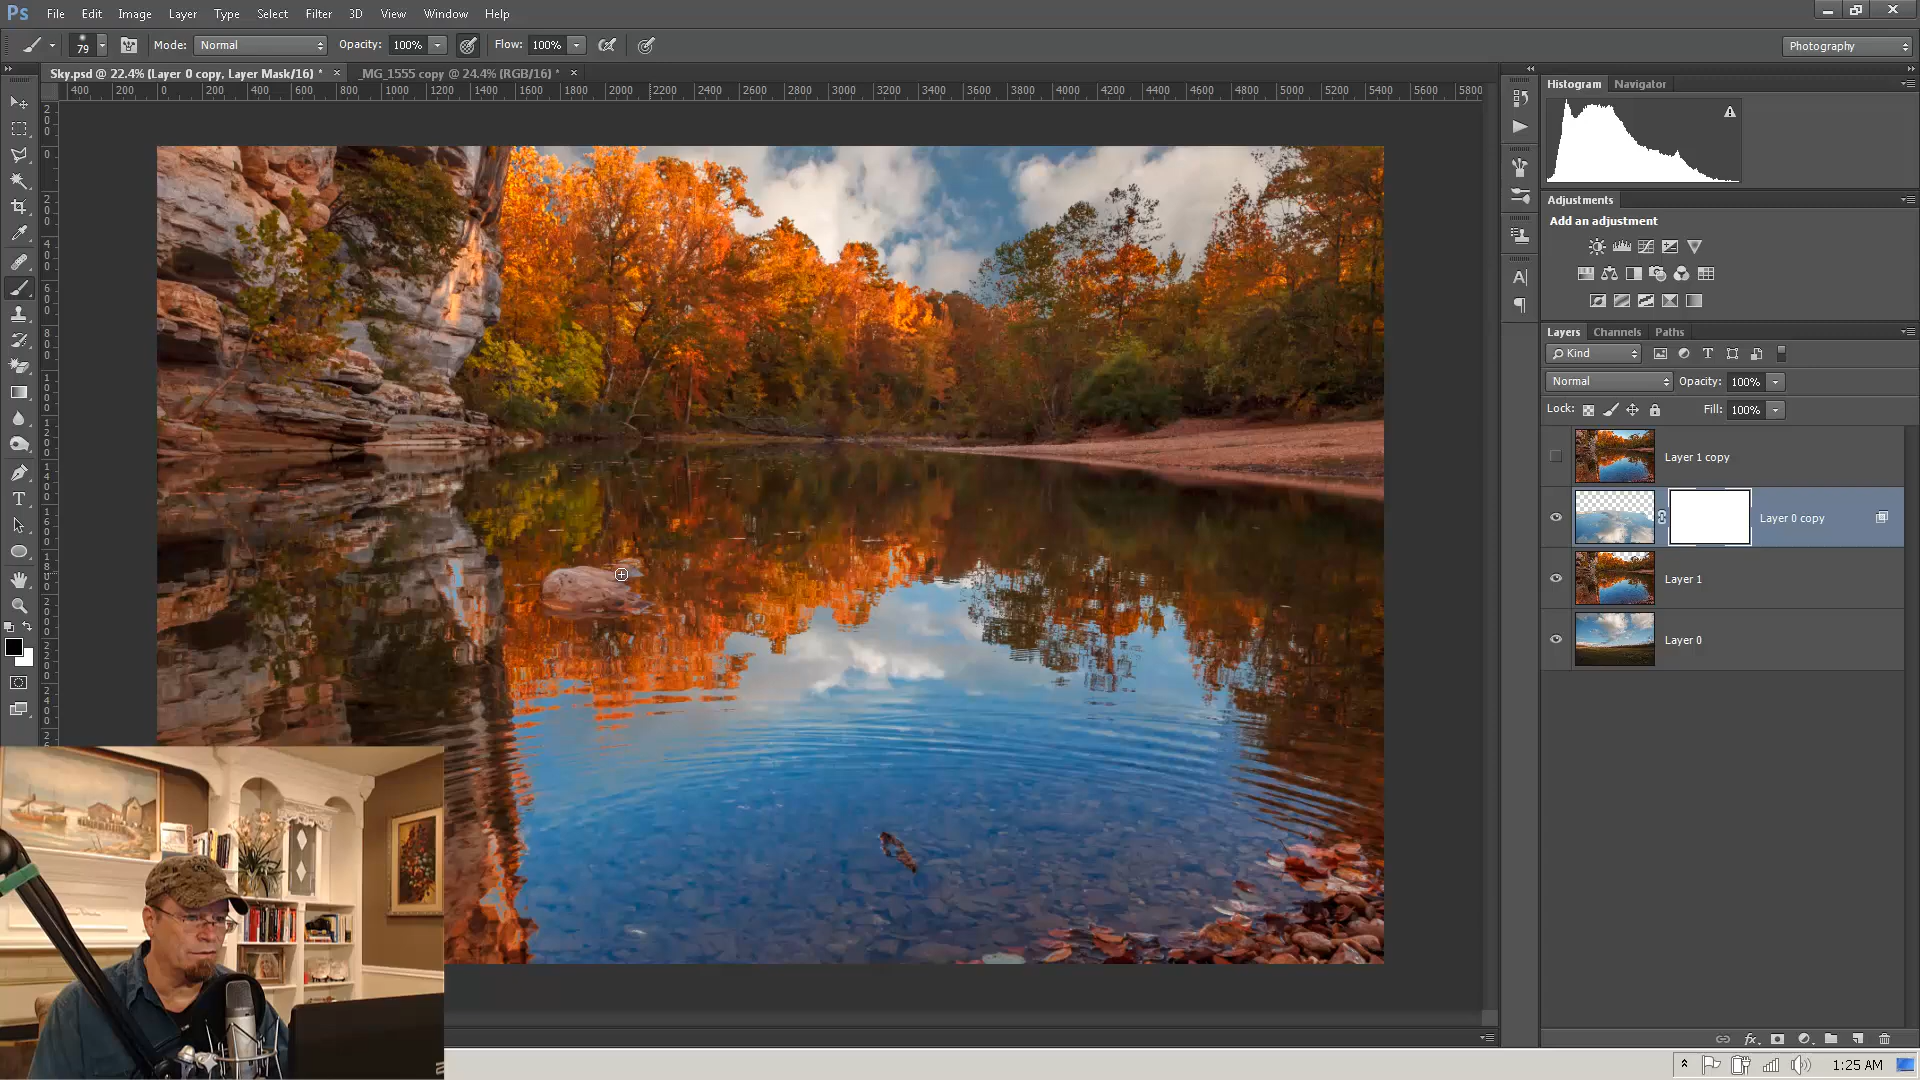 Ps File Edit Image Layer Type Select Filter 3D View Window Help
79 Mode: Normal Opacity: 100% Flow: 100% Photography
Sky.psd @ 22.4% (Layer 0 copy, Layer Mask/16) * × _MG_1555 copy @ 24.4% (RGB/16) * ×
400 200 0 200 400 600 800 1000 1200 1400 1600 1800 2000 2200 2400 2600 2800 3000 3200 3400 3600 3800 4000 4200 4400 4600 4800 5000 5200 5400 5600 5800
Histogram Navigator
Adjustments
Add an adjustment
Layers Channels Paths
Kind
Normal Opacity: 100%
Lock: Fill: 100%
Layer 1 copy
Layer 0 copy
Layer 1
Layer 0
1:25 AM